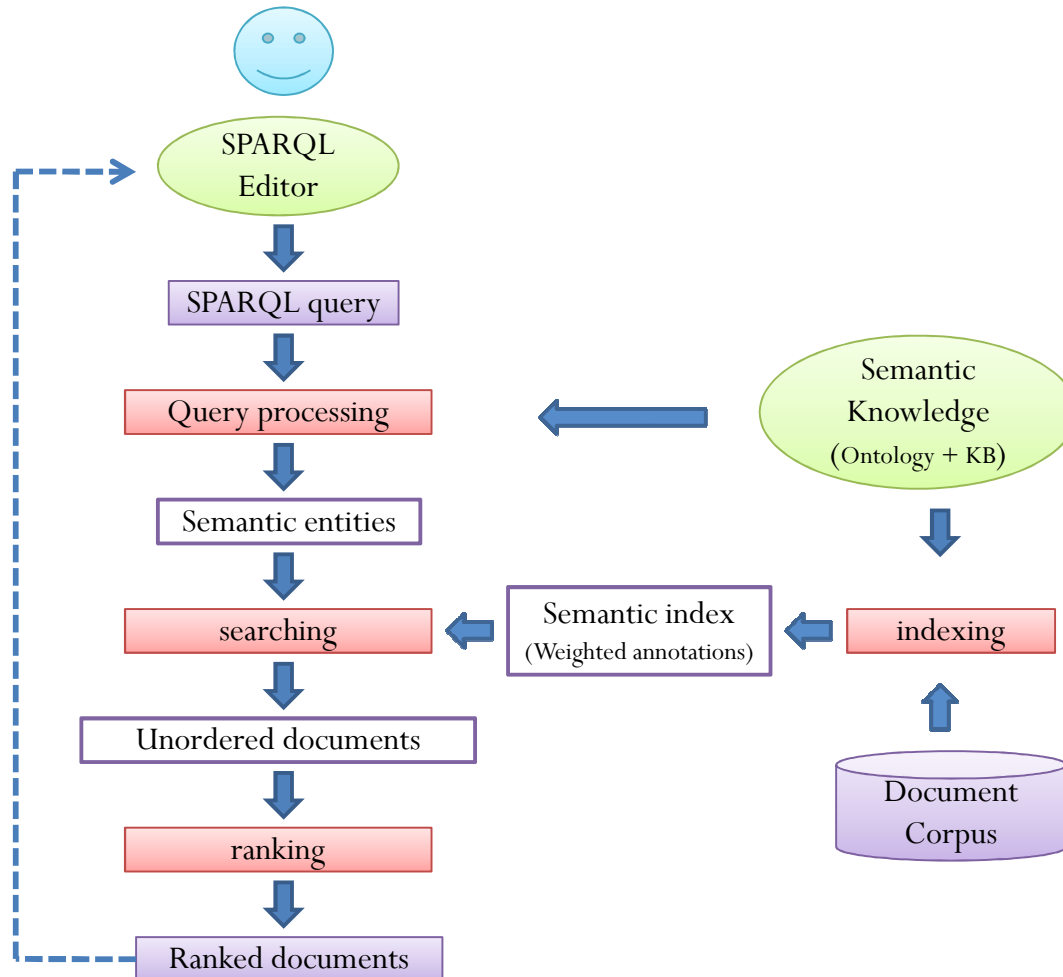 SPARQL
Editor
SPARQL query
Query processing
Semantic
Knowledge
(Ontology + KB)
Semantic entities
searching
Semantic index
(Weighted annotations)
indexing
Unordered documents
Document
Corpus
ranking
Ranked documents